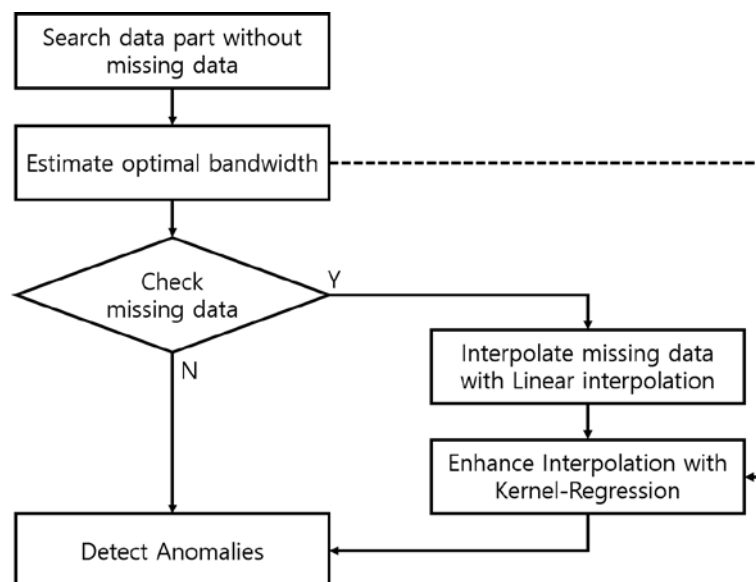 Search data part without
missing data
Estimate optimal bandwidth
Check
missing data
Y
N
Interpolate missing data
with Linear interpolation
Enhance Interpolation with
Kernel-Regression
Detect Anomalies